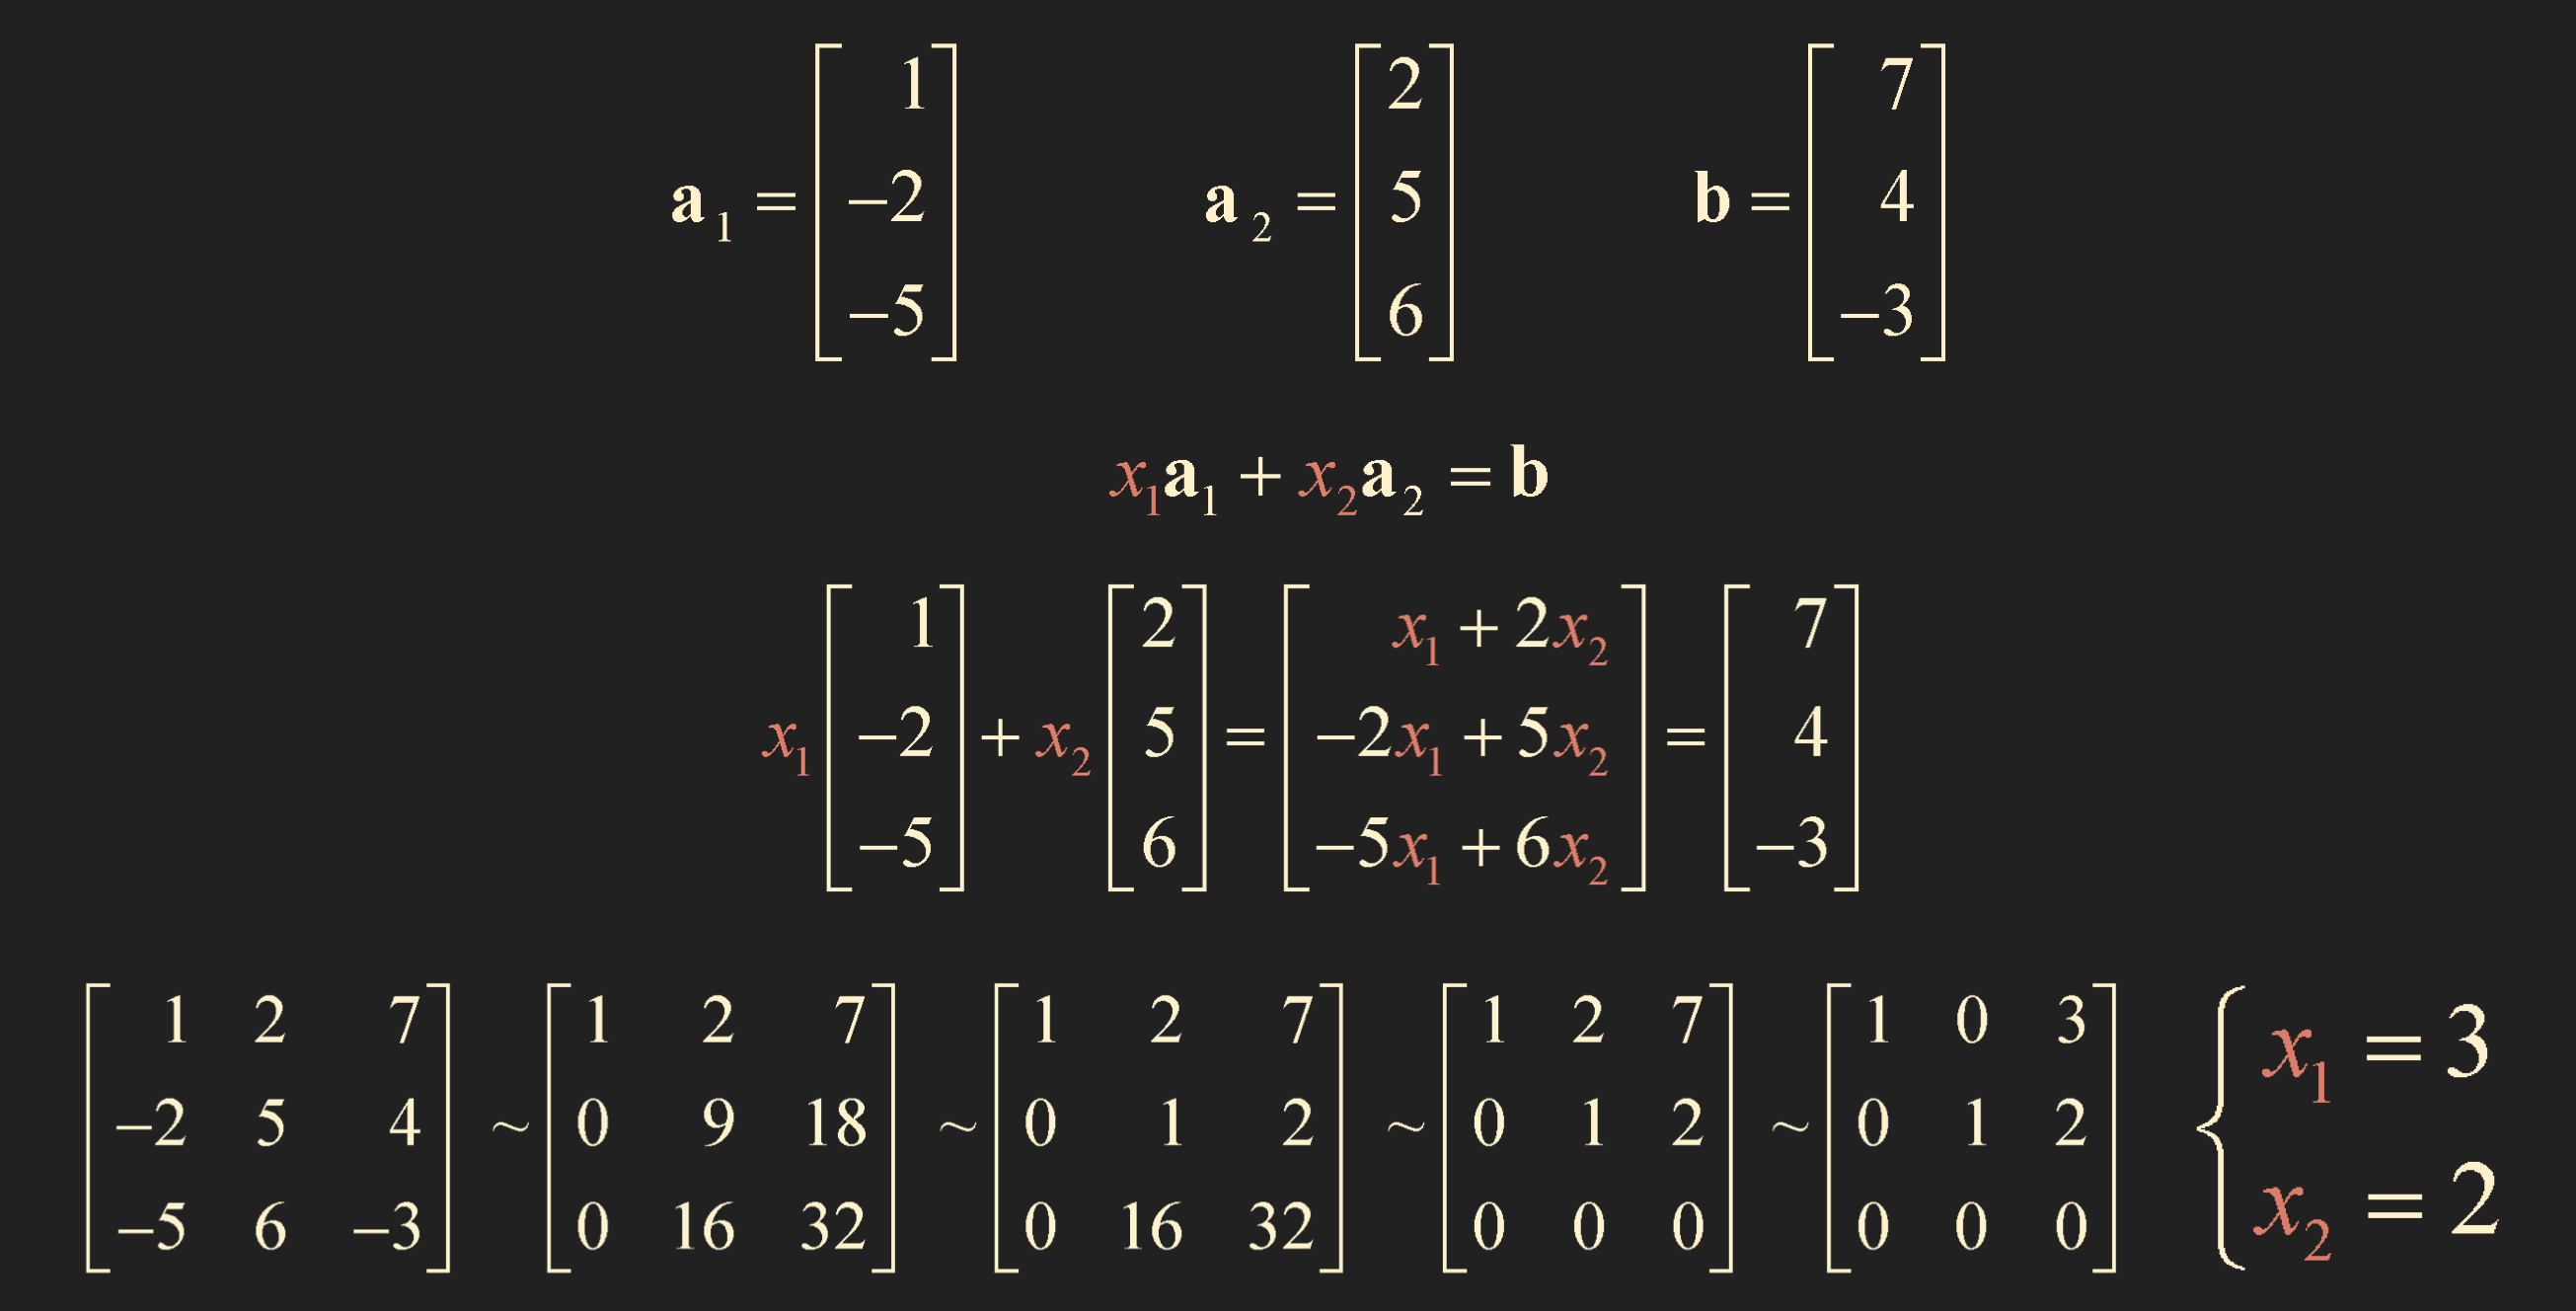 a₁ = [1; −2; −5]   a₂ = [2; 5; 6]   b = [7; 4; −3]
x₁a₁ + x₂a₂ = b
x₁[1; −2; −5] + x₂[2; 5; 6] = [x₁ + 2x₂; −2x₁ + 5x₂; −5x₁ + 6x₂] = [7; 4; −3]
[1 2 7; −2 5 4; −5 6 −3] ~ [1 2 7; 0 9 18; 0 16 32] ~ [1 2 7; 0 1 2; 0 16 32] ~ [1 2 7; 0 1 2; 0 0 0] ~ [1 0 3; 0 1 2; 0 0 0] { x₁ = 3; x₂ = 2